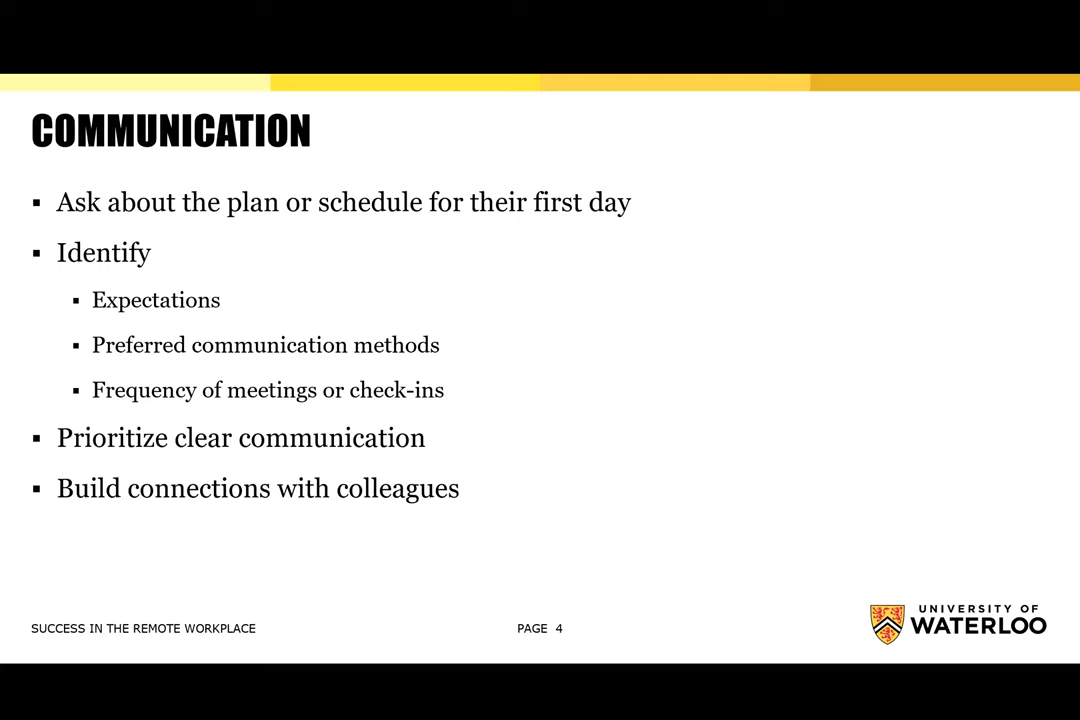 COMMUNICATION
▪ Ask about the plan or schedule for their first day
▪ Identify
▪ Expectations
▪ Preferred communication methods
▪ Frequency of meetings or check-ins
▪ Prioritize clear communication
▪ Build connections with colleagues
SUCCESS IN THE REMOTE WORKPLACE
PAGE 4
UNIVERSITY OF
WATERLOO